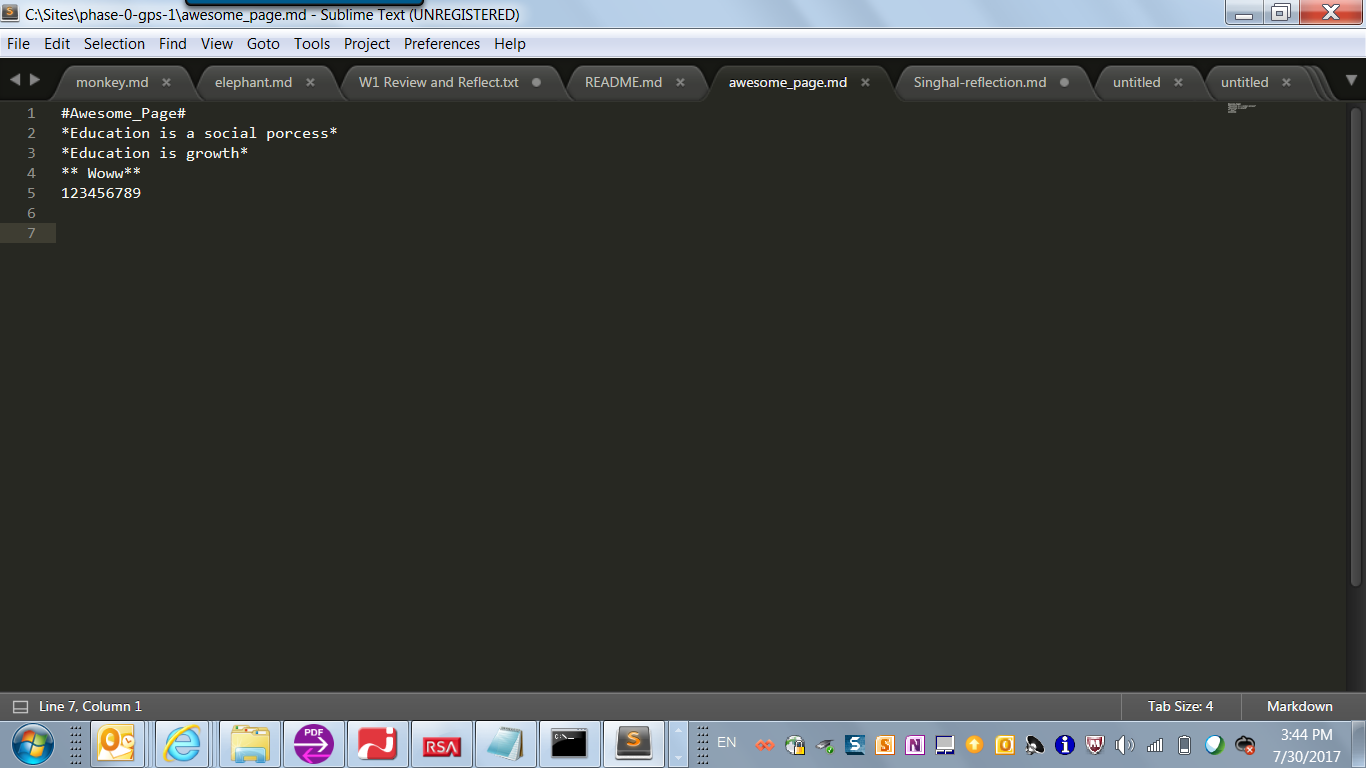 C:\Sites\phase-0-gps-1\awesome_page.md - Sublime Text (UNREGISTERED)
File Edit Selection Find View Goto Tools Project Preferences Help
monkey.md elephant.md W1 Review and Reflect.txt README.md awesome_page.md Singhal-reflection.md untitled untitled
1 #Awesome_Page#
2 *Education is a social porcess*
3 *Education is growth*
4 ** Woww**
5 123456789
6
7
Line 7, Column 1 Tab Size: 4 Markdown
PDF RSA EN 3:44 PM
7/30/2017